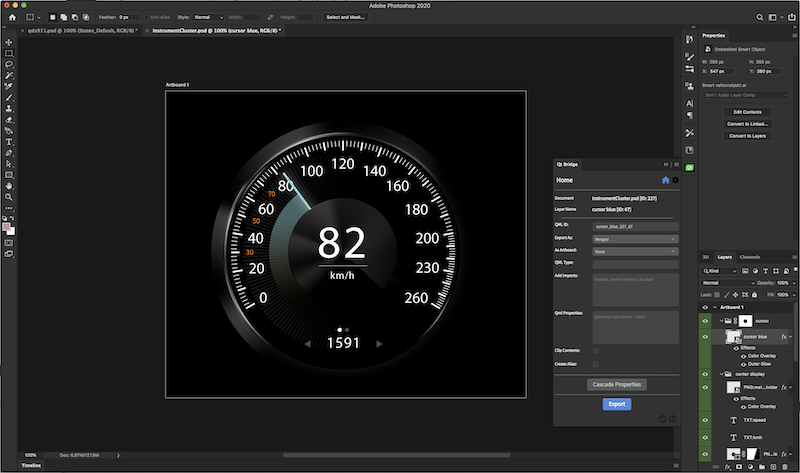 Adobe Photoshop 2020
Feather: 0 px
Anti-alias
Style: Normal
Width:
Height:
Select and Mask...
qds911.psd @ 100% (States_Default, RGB/8) *
InstrumentCluster.psd @ 100% (cursor blue, RGB/8) *
Artboard 1
0
20
40
60
80
100
120
140
160
180
200
230
260
30
50
70
82
km/h
1591
Qt Bridge
Home
Document InstrumentCluster.psd [ID: 227]
Layer Name cursor blue [ID: 67]
QML ID: cursor_blue_227_67
Export As: Merged
As Artboard: None
QML Type:
Add Imports:
Qml Properties:
Clip Contents:
Create Alias:
Cascade Properties
Export
Properties
Embedded Smart Object
X: 547 px Y: 380 px
Smart vektorobjekt.ai
Don't Apply Layer Comp
Edit Contents
Convert to Linked...
Convert to Layers
3D Layers Channels
Kind
Normal Opacity: 100%
Lock: Fill: 100%
Artboard 1
cursor
cursor blue fx
Effects
Color Overlay
Outer Glow
center display
PNG:met...ivider fx
Effects
Color Overlay
T TXT:speed
T TXT:kmh
PN...le
100% Doc: 6,87M/127,8M
Timeline